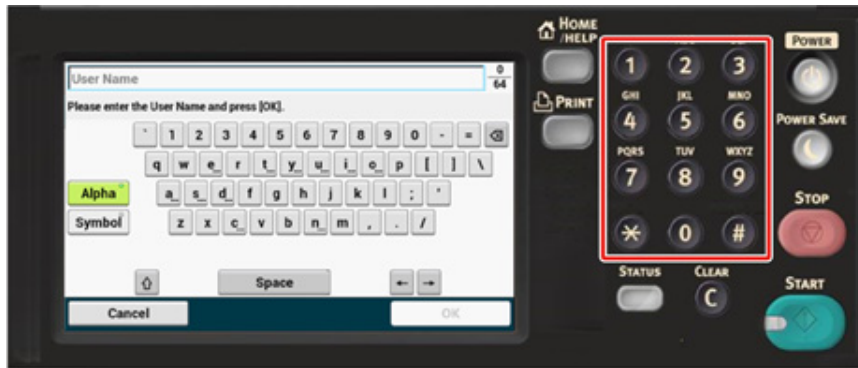 User Name
0
64
Please enter the User Name and press [OK].
` 1 2 3 4 5 6 7 8 9 0 - =
q w e r t y u i o p [ ] \
Alpha
a s d f g h j k l ; '
Symbol
z x c v b n m , . /
Space
← →
Cancel
OK
HOME
/HELP
PRINT
1 2 3
GHI JKL MNO
4 5 6
PQRS TUV WXYZ
7 8 9
* 0 #
STATUS
CLEAR
C
POWER
POWER SAVE
STOP
START